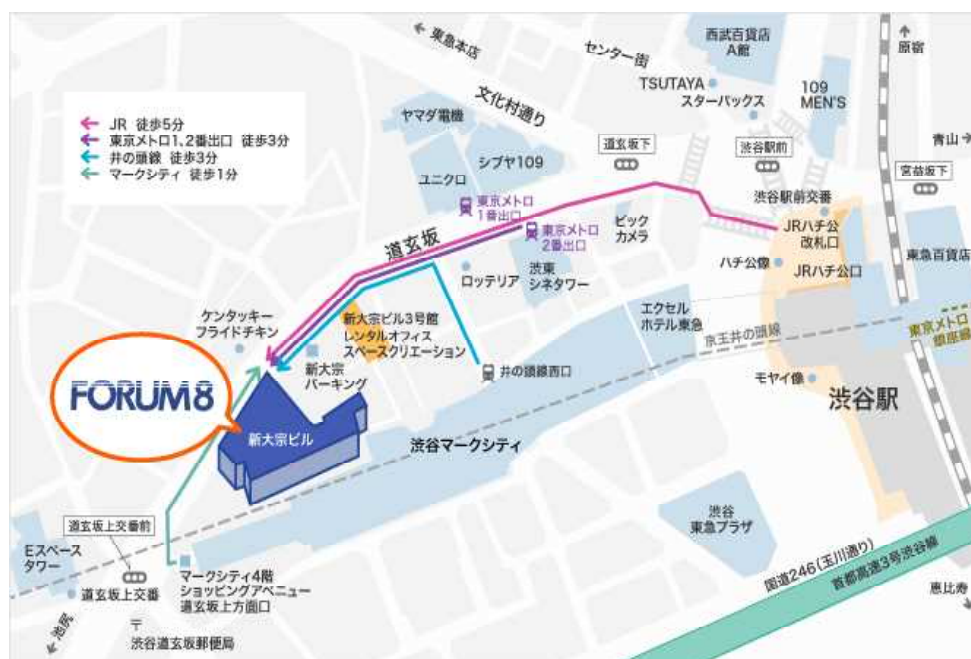 東急本店
センター街
西武百貨店
A館
原宿
TSUTAYA
スターバックス
109
MEN'S
JR 徒歩5分
東京メトロ1、2番出口 徒歩3分
井の頭線 徒歩3分
マークシティ 徒歩1分
文化村通り
ヤマダ電機
道玄坂下
渋谷駅前
青山
宮益坂下
シブヤ109
ユニクロ
渋谷駅前交番
東京メトロ
1番出口
東京メトロ
2番出口
ビック
カメラ
JRハチ公
改札口
道玄坂
ハチ公像
JRハチ公口
東急百貨店
ロッテリア
渋東
シネタワー
エクセル
ホテル東急
京王井の頭線
東京メトロ
銀座線
ケンタッキー
フライドチキン
新大宗ビル3号館
レンタルオフィス
スペースクリエーション
新大宗
パーキング
井の頭線西口
モヤイ像
渋谷駅
FORUM8
新大宗ビル
渋谷マークシティ
渋谷
東急プラザ
道玄坂上交番前
Eスペース
タワー
マークシティ4階
ショッピングアベニュー
道玄坂上方面口
道玄坂上交番
国道246(玉川通り)
首都高速3号渋谷線
恵比寿
池尻
〒
渋谷道玄坂郵便局